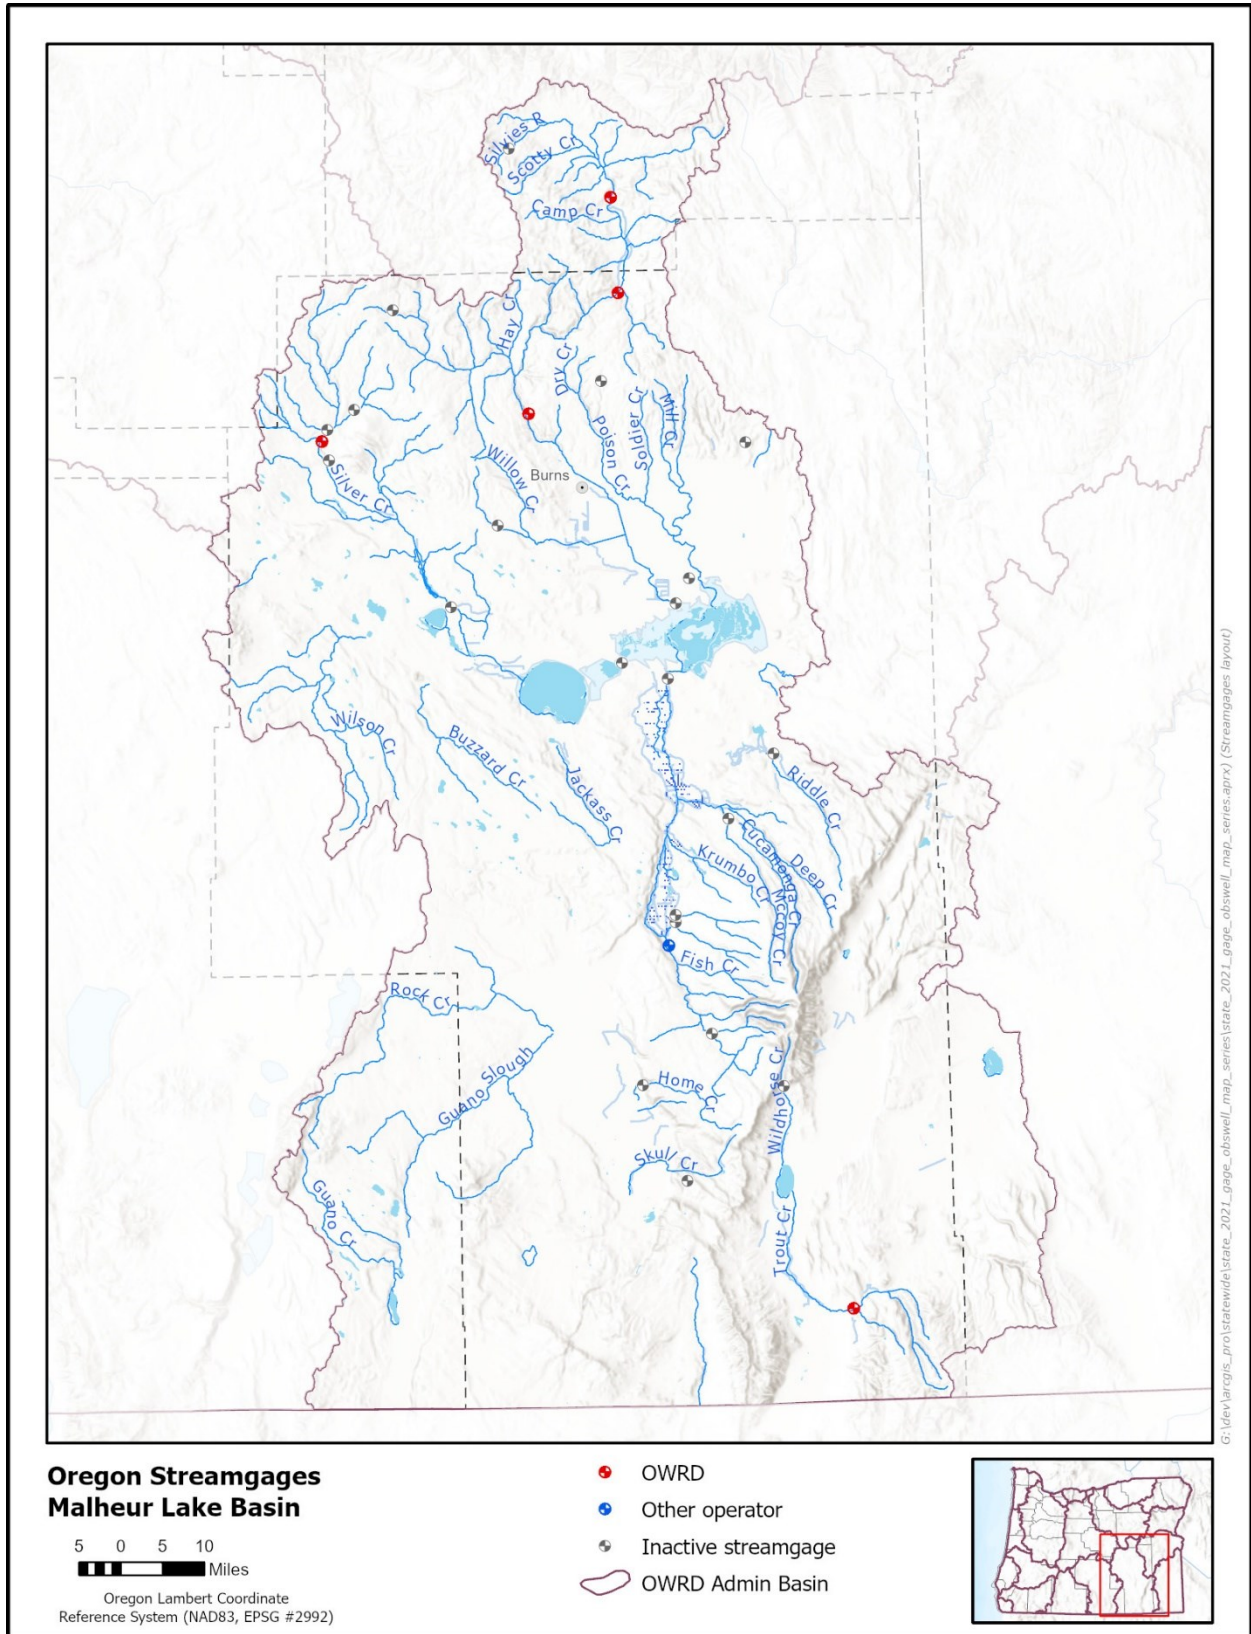 Silvies R
Scotty Cr
Camp Cr
Hay Cr
Dry Cr
Poison Cr
Soldier Cr
Mill Cr
Willow Cr
Burns
Silver Cr
Wilson Cr
Buzzard Cr
Jackass Cr
Riddle Cr
Cucamonga Cr
Deep Cr
Krumbo Cr
Mccoy Cr
Fish Cr
Rock Cr
Guano Slough
Home Cr
Wildhorse Cr
Skull Cr
Guano Cr
Trout Cr
G:\dev\arcgis_pro\statewide\state_2021_gage_obswell_map_series\state_2021_gage_obswell_map_series.aprx) (Streamgages layout)
Oregon Streamgages
Malheur Lake Basin
5 0 5 10
Miles
Oregon Lambert Coordinate
Reference System (NAD83, EPSG #2992)
OWRD
Other operator
Inactive streamgage
OWRD Admin Basin